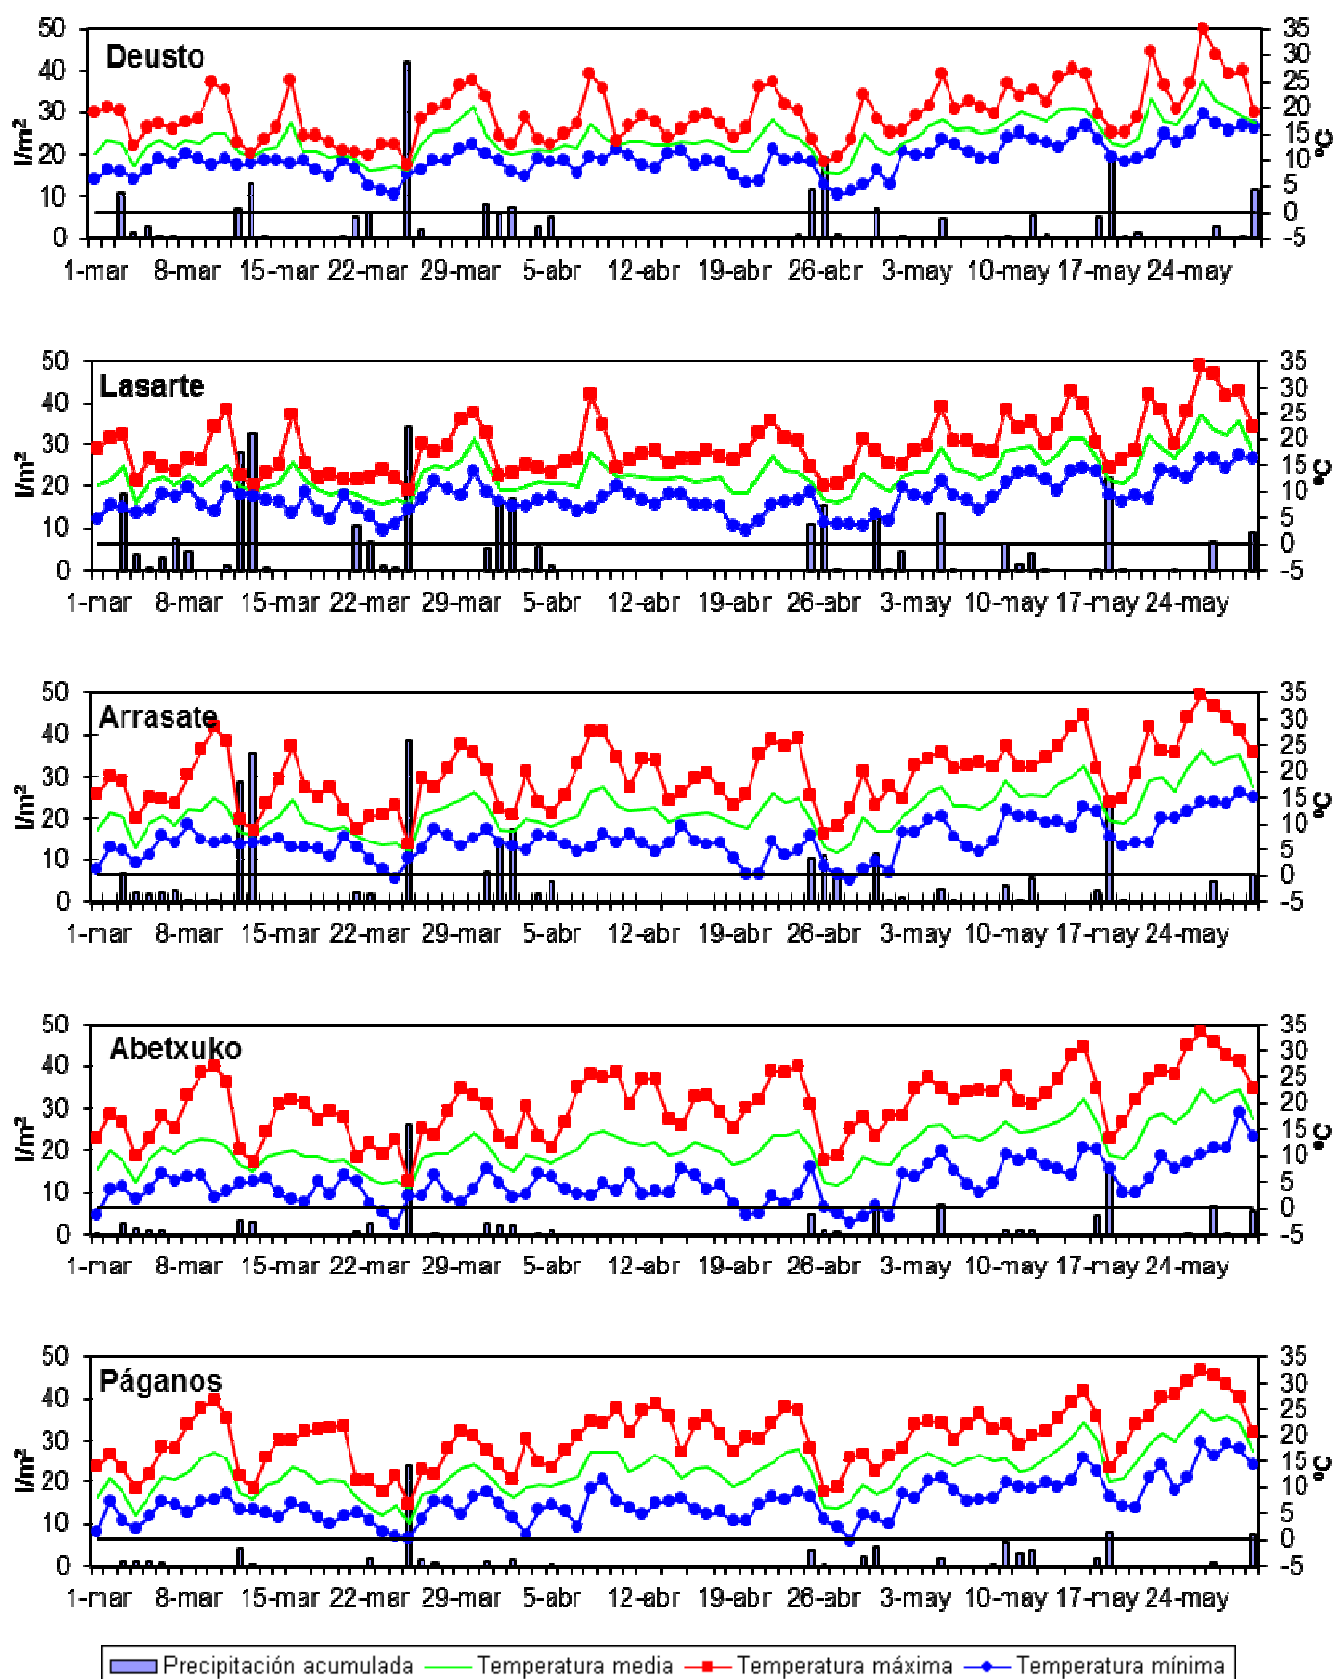 Deusto
l/m²
ºC
50 40 30 20 10 0
35 30 25 20 15 10 5 0 -5
1-mar 8-mar 15-mar 22-mar 29-mar 5-abr 12-abr 19-abr 26-abr 3-may 10-may 17-may 24-may
Lasarte
l/m²
ºC
50 40 30 20 10 0
35 30 25 20 15 10 5 0 -5
1-mar 8-mar 15-mar 22-mar 29-mar 5-abr 12-abr 19-abr 26-abr 3-may 10-may 17-may 24-may
Arrasate
l/m²
ºC
50 40 30 20 10 0
35 30 25 20 15 10 5 0 -5
1-mar 8-mar 15-mar 22-mar 29-mar 5-abr 12-abr 19-abr 26-abr 3-may 10-may 17-may 24-may
Abetxuko
l/m²
ºC
50 40 30 20 10 0
35 30 25 20 15 10 5 0 -5
1-mar 8-mar 15-mar 22-mar 29-mar 5-abr 12-abr 19-abr 26-abr 3-may 10-may 17-may 24-may
Páganos
l/m²
ºC
50 40 30 20 10 0
35 30 25 20 15 10 5 0 -5
1-mar 8-mar 15-mar 22-mar 29-mar 5-abr 12-abr 19-abr 26-abr 3-may 10-may 17-may 24-may
Precipitación acumulada Temperatura media Temperatura máxima Temperatura mínima